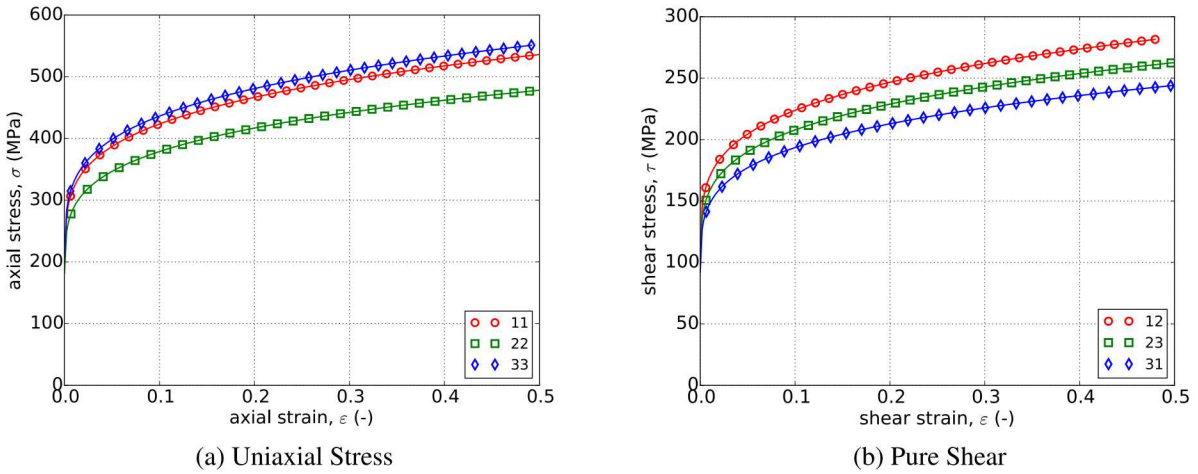 600
500
400
300
200
100
0
0.0 0.1 0.2 0.3 0.4 0.5
axial stress, σ (MPa)
axial strain, ε (-)
11
22
33
(a) Uniaxial Stress
300
250
200
150
100
50
0
0.0 0.1 0.2 0.3 0.4 0.5
shear stress, τ (MPa)
shear strain, ε (-)
12
23
31
(b) Pure Shear